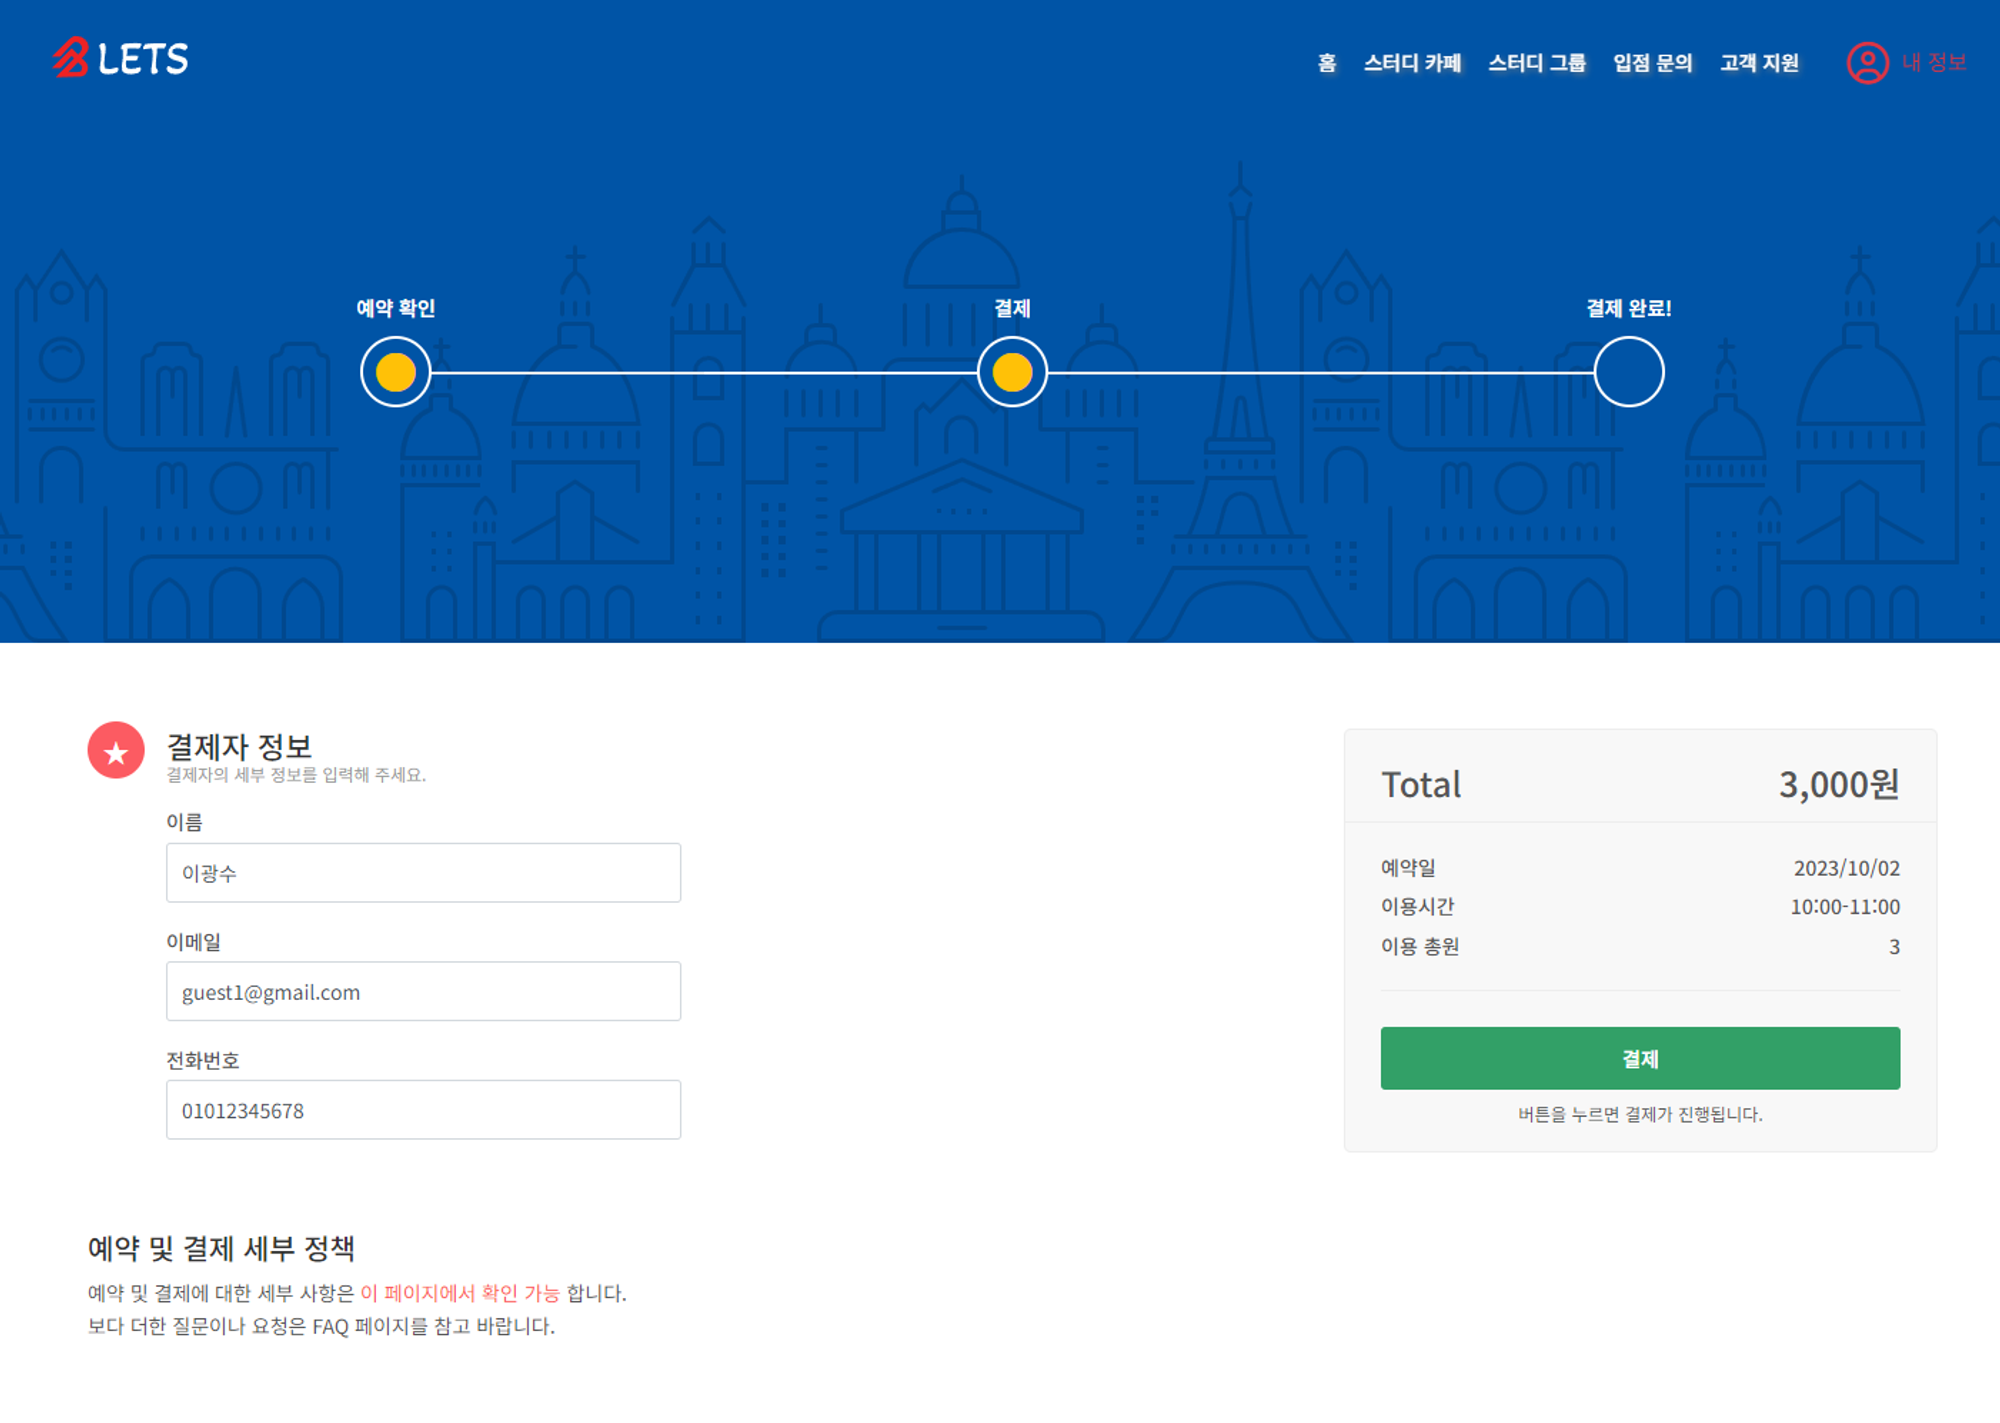 LETS
홈 스터디 카페 스터디 그룹 입점 문의 고객 지원 내 정보
예약 확인 결제 결제 완료!
결제자 정보
결제자의 세부 정보를 입력해 주세요.
이름
이광수
이메일
guest1@gmail.com
전화번호
01012345678
Total 3,000원
예약일 2023/10/02
이용시간 10:00-11:00
이용 총원 3
결제
버튼을 누르면 결제가 진행됩니다.
예약 및 결제 세부 정책
예약 및 결제에 대한 세부 사항은 이 페이지에서 확인 가능 합니다.
보다 더한 질문이나 요청은 FAQ 페이지를 참고 바랍니다.